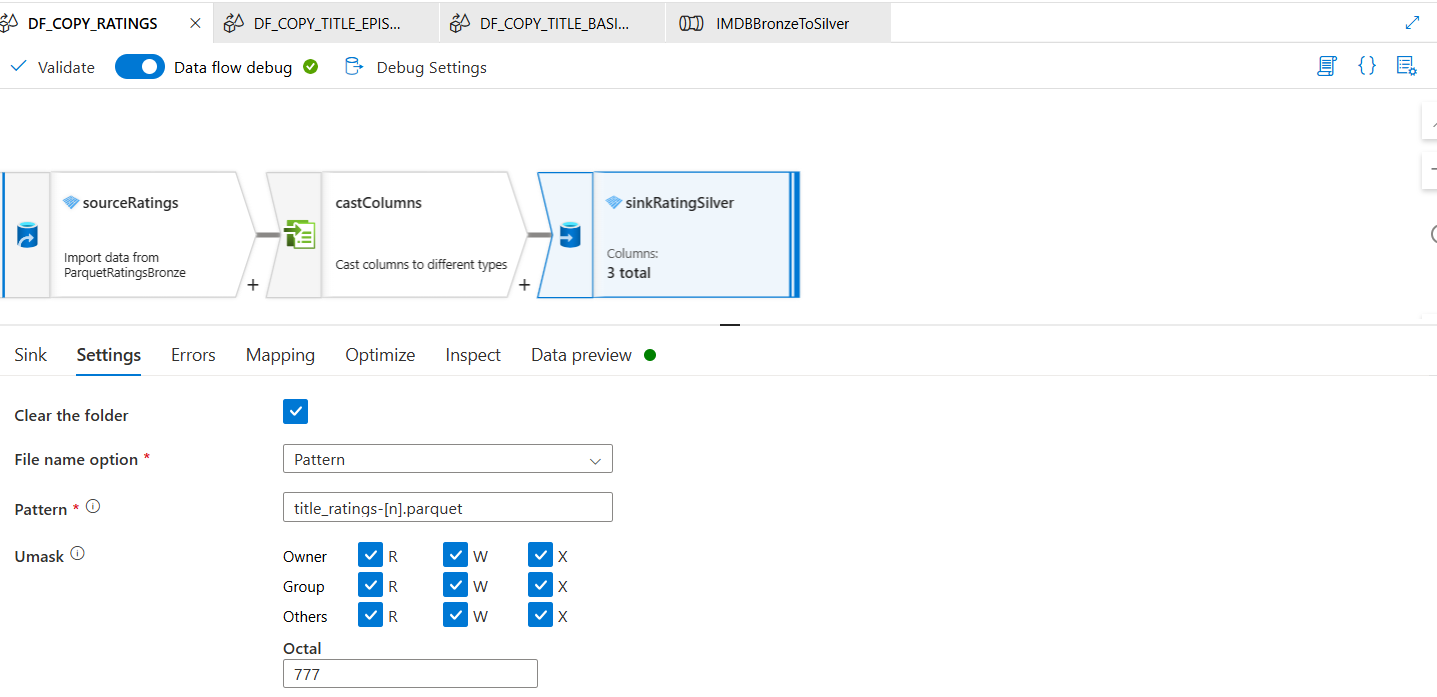 DF_COPY_RATINGS DF_COPY_TITLE_EPIS... DF_COPY_TITLE_BASI... IMDBBronzeToSilver
Validate Data flow debug Debug Settings
sourceRatings castColumns sinkRatingSilver
Import data from
ParquetRatingsBronze
Cast columns to different types
Columns:
3 total
+ +
Sink Settings Errors Mapping Optimize Inspect Data preview
Clear the folder
File name option * Pattern
Pattern * title_ratings-[n].parquet
Umask Owner R W X
Group R W X
Others R W X
Octal
777